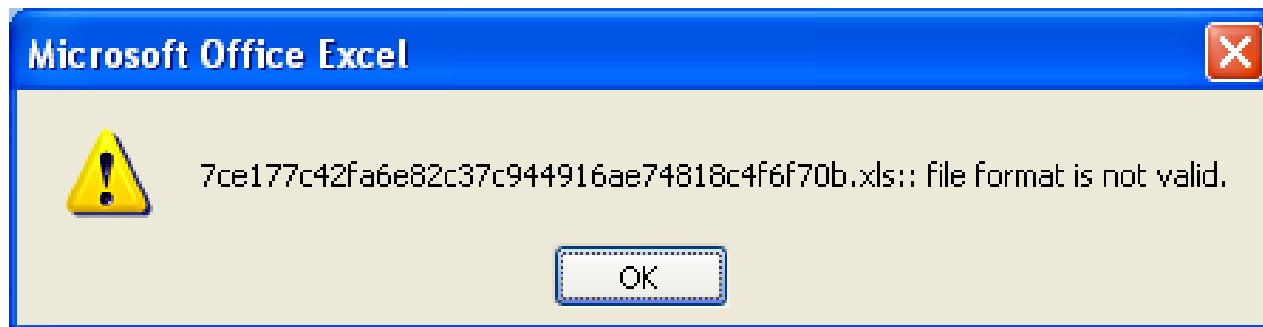 Microsoft Office Excel
7ce177c42fa6e82c37c944916ae74818c4f6f70b.xls:: file format is not valid.
OK